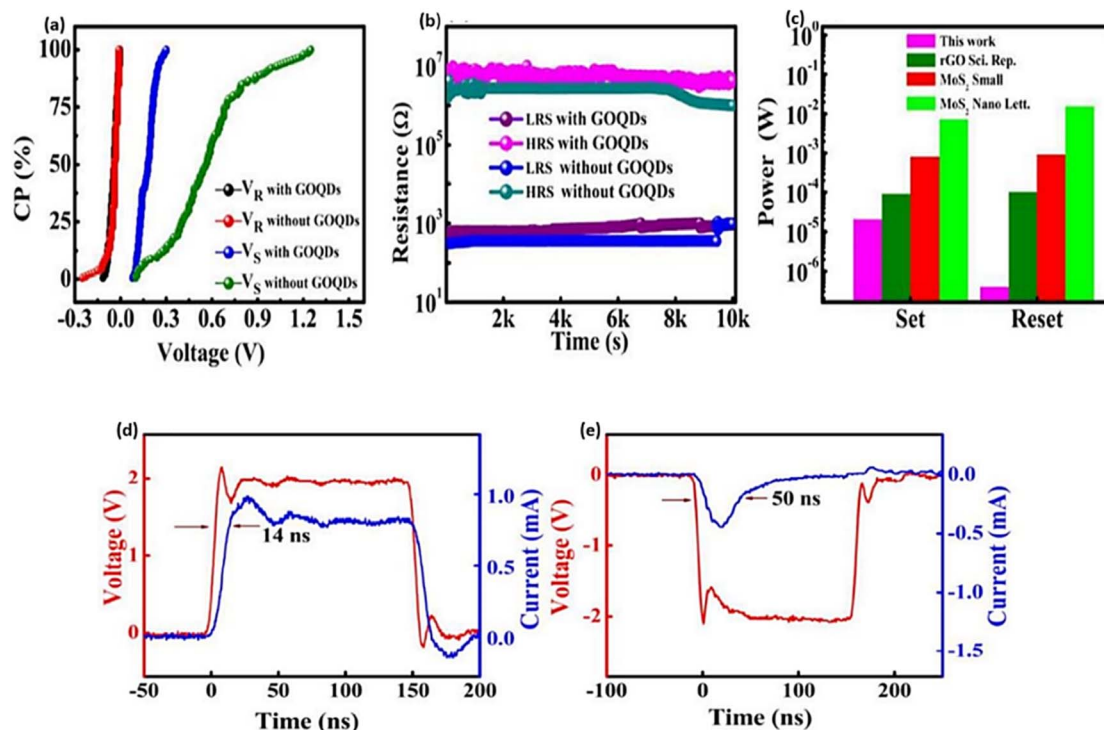 (a)
100
75
50
25
0
CP (%)
V_R with GOQDs
V_R without GOQDs
V_S with GOQDs
V_S without GOQDs
-0.3 0.0 0.3 0.6 0.9 1.2 1.5
Voltage (V)
(b)
10^7
10^5
10^3
10^1
Resistance (Ω)
LRS with GOQDs
HRS with GOQDs
LRS without GOQDs
HRS without GOQDs
2k 4k 6k 8k 10k
Time (s)
(c)
10^0
10^-1
10^-2
10^-3
10^-4
10^-5
10^-6
Power (W)
This work
rGO Sci. Rep.
MoS_2 Small
MoS_2 Nano Lett.
Set Reset
(d)
2
1
0
Voltage (V)
14 ns
1.0
0.5
0.0
Current (mA)
-50 0 50 100 150 200
Time (ns)
(e)
0
-1
-2
Voltage (V)
50 ns
0.0
-0.5
-1.0
-1.5
Current (mA)
-100 0 100 200
Time (ns)